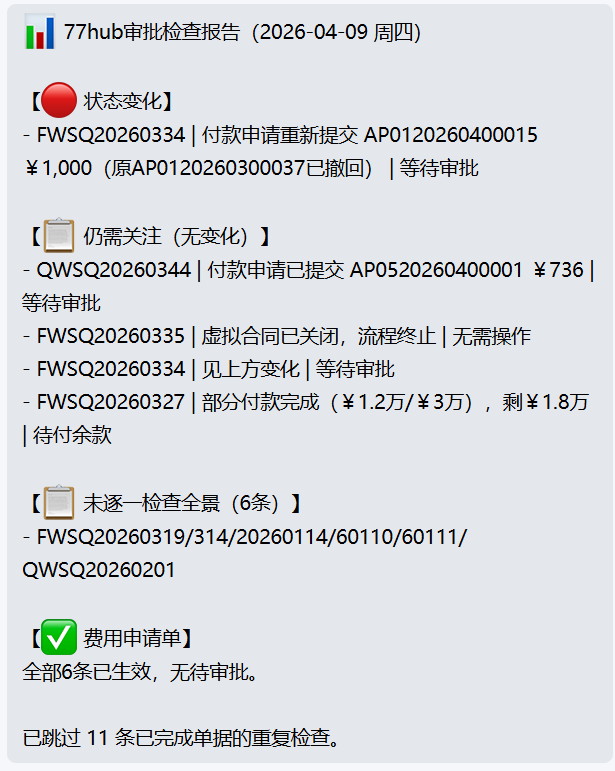 📊 77hub审批检查报告（2026-04-09 周四）
【🔴 状态变化】
- FWSQ20260334 | 付款申请重新提交 AP0120260400015
￥1,000（原AP0120260300037已撤回） | 等待审批
【📋 仍需关注（无变化）】
- QWSQ20260344 | 付款申请已提交 AP0520260400001 ￥736 |
等待审批
- FWSQ20260335 | 虚拟合同已关闭，流程终止 | 无需操作
- FWSQ20260334 | 见上方变化 | 等待审批
- FWSQ20260327 | 部分付款完成（￥1.2万/￥3万），剩￥1.8万
| 待付余款
【📋 未逐一检查全景（6条）】
- FWSQ20260319/314/20260114/60110/60111/
QWSQ20260201
【✅ 费用申请单】
全部6条已生效，无待审批。
已跳过 11 条已完成单据的重复检查。